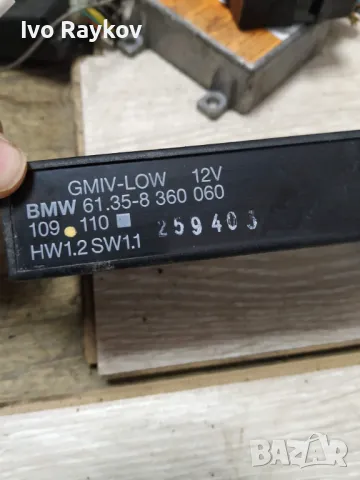 Ivo Raykov
GMIV-LOW 12V
BMW 61.35-8 360 060
109 110
259403
HW1.2 SW1.1
BAZAR